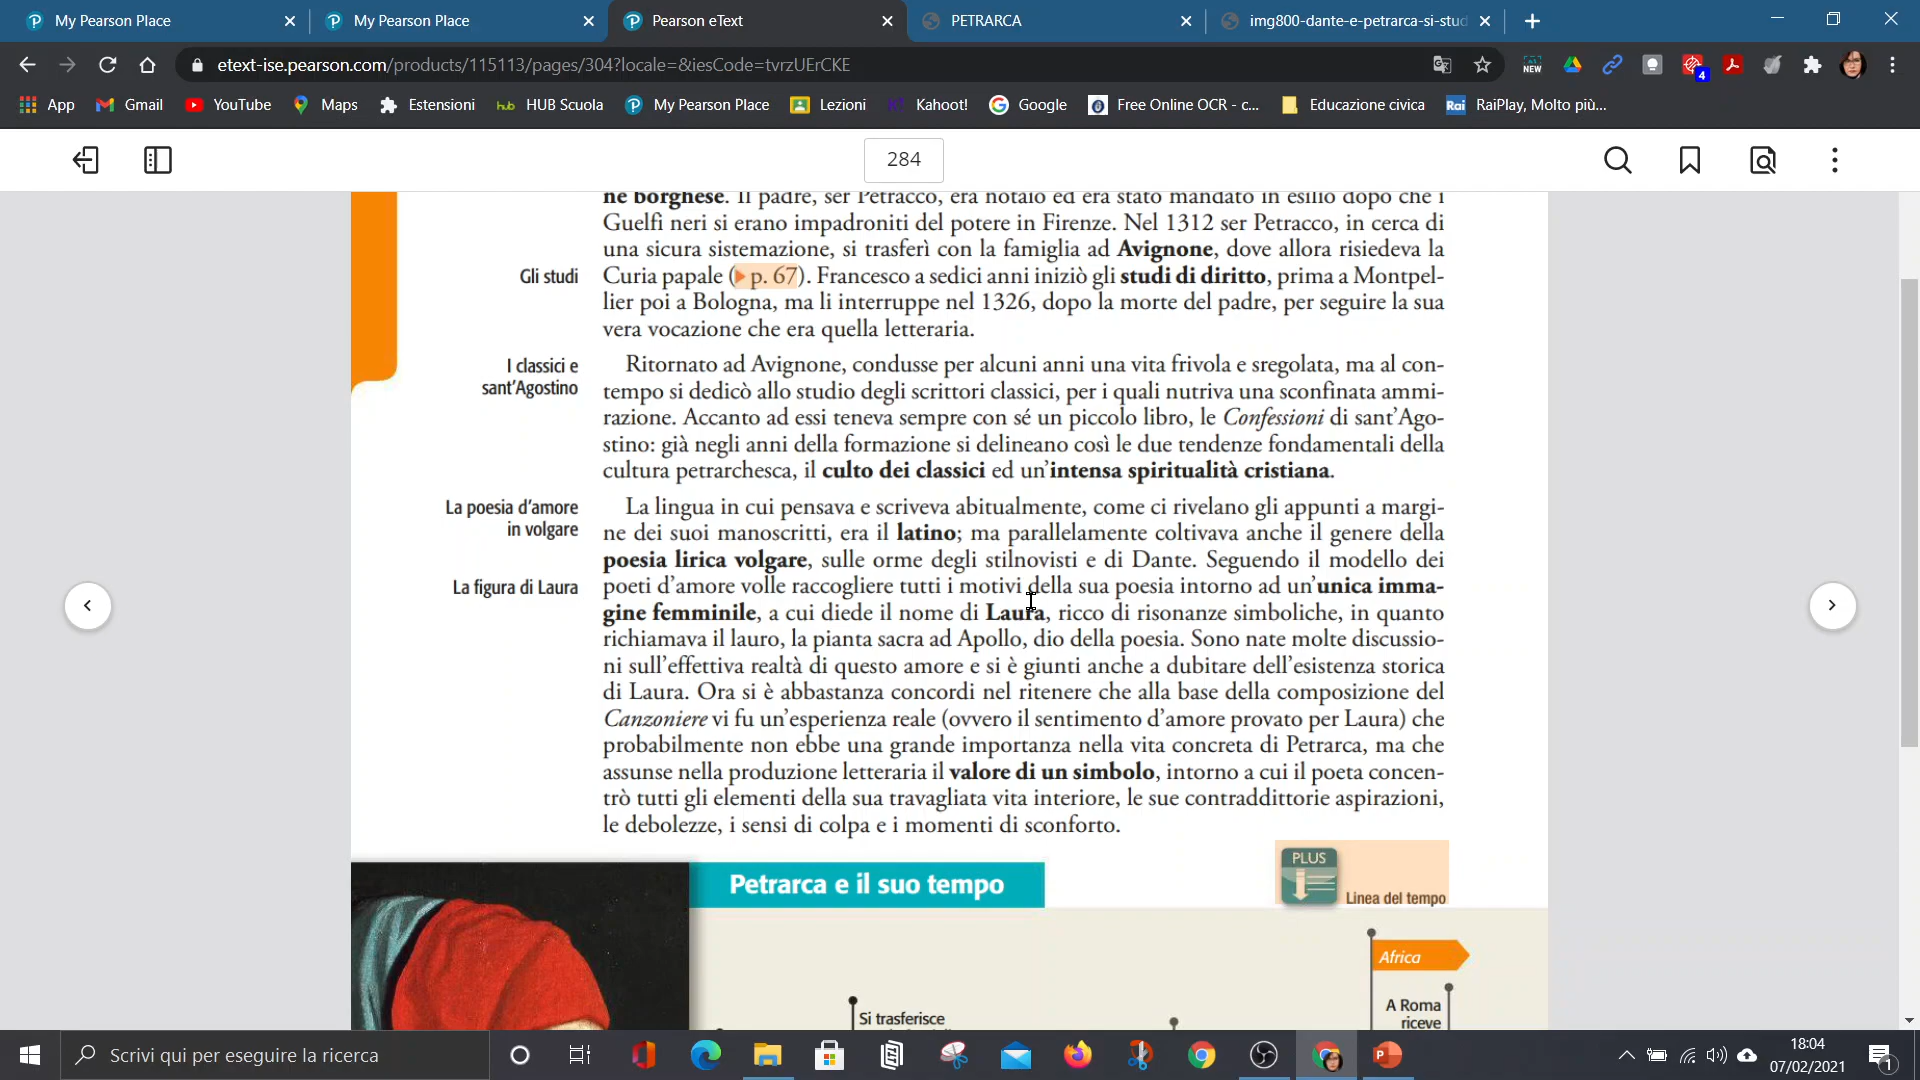 My Pearson Place
My Pearson Place
Pearson eText
PETRARCA
img800-dante-e-petrarca-si-stud
etext-ise.pearson.com/products/115113/pages/304?locale=&iesCode=tvrzUErCKE
NEW
4
App
Gmail
YouTube
Maps
Estensioni
hub HUB Scuola
My Pearson Place
Lezioni
K! Kahoot!
Google
Free Online OCR - c...
Educazione civica
Rai RaiPlay, Molto più...
284
ne borghese. Il padre, ser Petracco, era notaio ed era stato mandato in esilio dopo che i
Guelfi neri si erano impadroniti del potere in Firenze. Nel 1312 ser Petracco, in cerca di
una sicura sistemazione, si trasferì con la famiglia ad Avignone, dove allora risiedeva la
Gli studi
Curia papale (▶ p. 67). Francesco a sedici anni iniziò gli studi di diritto, prima a Montpel-
lier poi a Bologna, ma li interruppe nel 1326, dopo la morte del padre, per seguire la sua
vera vocazione che era quella letteraria.
I classici e
sant'Agostino
Ritornato ad Avignone, condusse per alcuni anni una vita frivola e sregolata, ma al con-
tempo si dedicò allo studio degli scrittori classici, per i quali nutriva una sconfinata ammi-
razione. Accanto ad essi teneva sempre con sé un piccolo libro, le Confessioni di sant'Ago-
stino: già negli anni della formazione si delineano così le due tendenze fondamentali della
cultura petrarchesca, il culto dei classici ed un'intensa spiritualità cristiana.
La poesia d'amore
in volgare
La lingua in cui pensava e scriveva abitualmente, come ci rivelano gli appunti a margi-
ne dei suoi manoscritti, era il latino; ma parallelamente coltivava anche il genere della
poesia lirica volgare, sulle orme degli stilnovisti e di Dante. Seguendo il modello dei
La figura di Laura
poeti d'amore volle raccogliere tutti i motivi della sua poesia intorno ad un'unica imma-
gine femminile, a cui diede il nome di Laura, ricco di risonanze simboliche, in quanto
richiamava il lauro, la pianta sacra ad Apollo, dio della poesia. Sono nate molte discussio-
ni sull'effettiva realtà di questo amore e si è giunti anche a dubitare dell'esistenza storica
di Laura. Ora si è abbastanza concordi nel ritenere che alla base della composizione del
Canzoniere vi fu un'esperienza reale (ovvero il sentimento d'amore provato per Laura) che
probabilmente non ebbe una grande importanza nella vita concreta di Petrarca, ma che
assunse nella produzione letteraria il valore di un simbolo, intorno a cui il poeta concen-
trò tutti gli elementi della sua travagliata vita interiore, le sue contraddittorie aspirazioni,
le debolezze, i sensi di colpa e i momenti di sconforto.
Petrarca e il suo tempo
PLUS
Linea del tempo
Africa
A Roma
riceve
Si trasferisce
Scrivi qui per eseguire la ricerca
18:04
07/02/2021
1